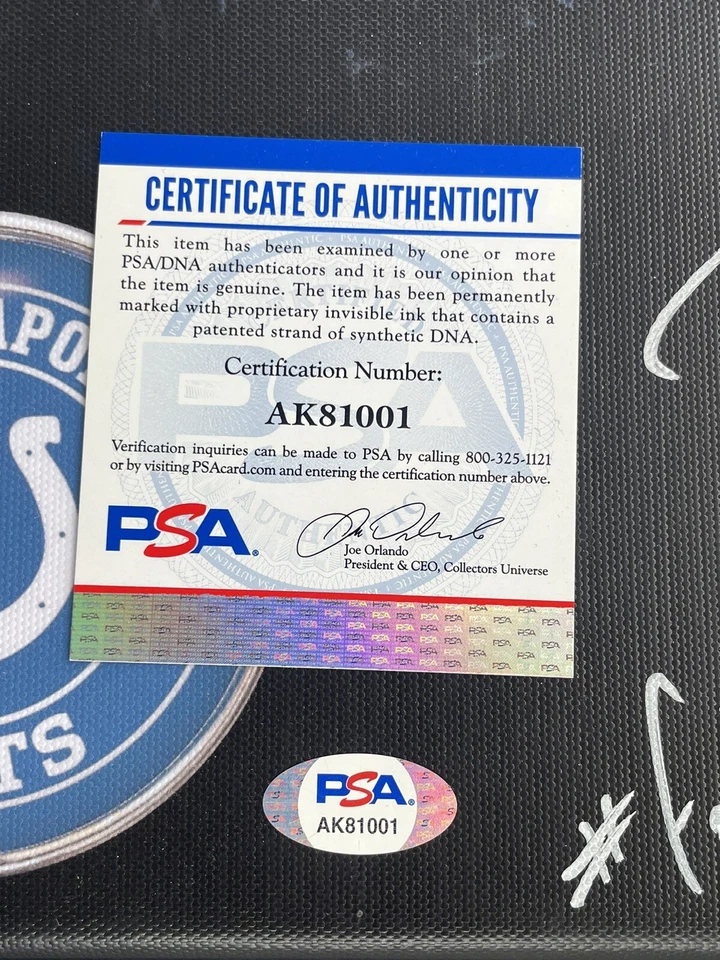 CERTIFICATE OF AUTHENTICITY
This item has been examined by one or more
PSA/DNA authenticators and it is our opinion that
the item is genuine. The item has been permanently
marked with proprietary invisible ink that contains a
patented strand of synthetic DNA.
Certification Number:
AK81001
Verification inquiries can be made to PSA by calling 800-325-1121
or by visiting PSAcard.com and entering the certification number above.
PSA®
Joe Orlando
President & CEO, Collectors Universe
APO
TS
PSA®
AK81001
#